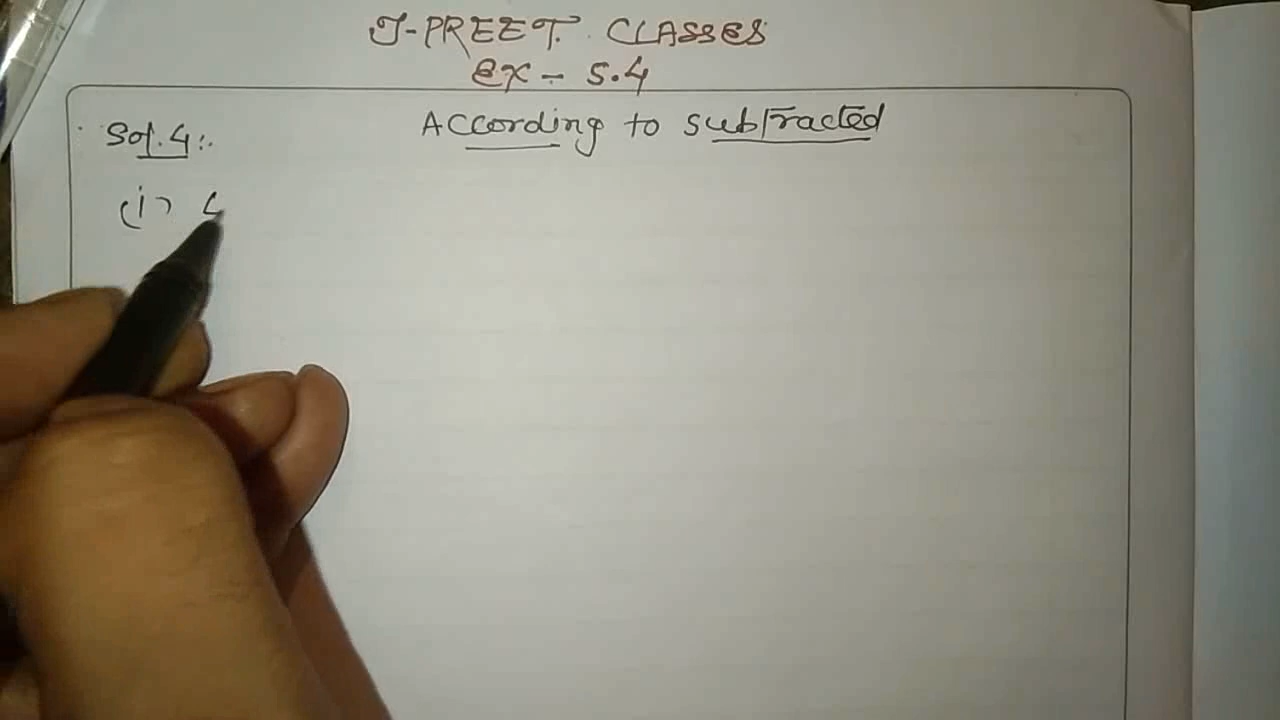 J-PREET. CLASSES
EX - 5.4
According to subtracted
Sol. 4:.
(i)